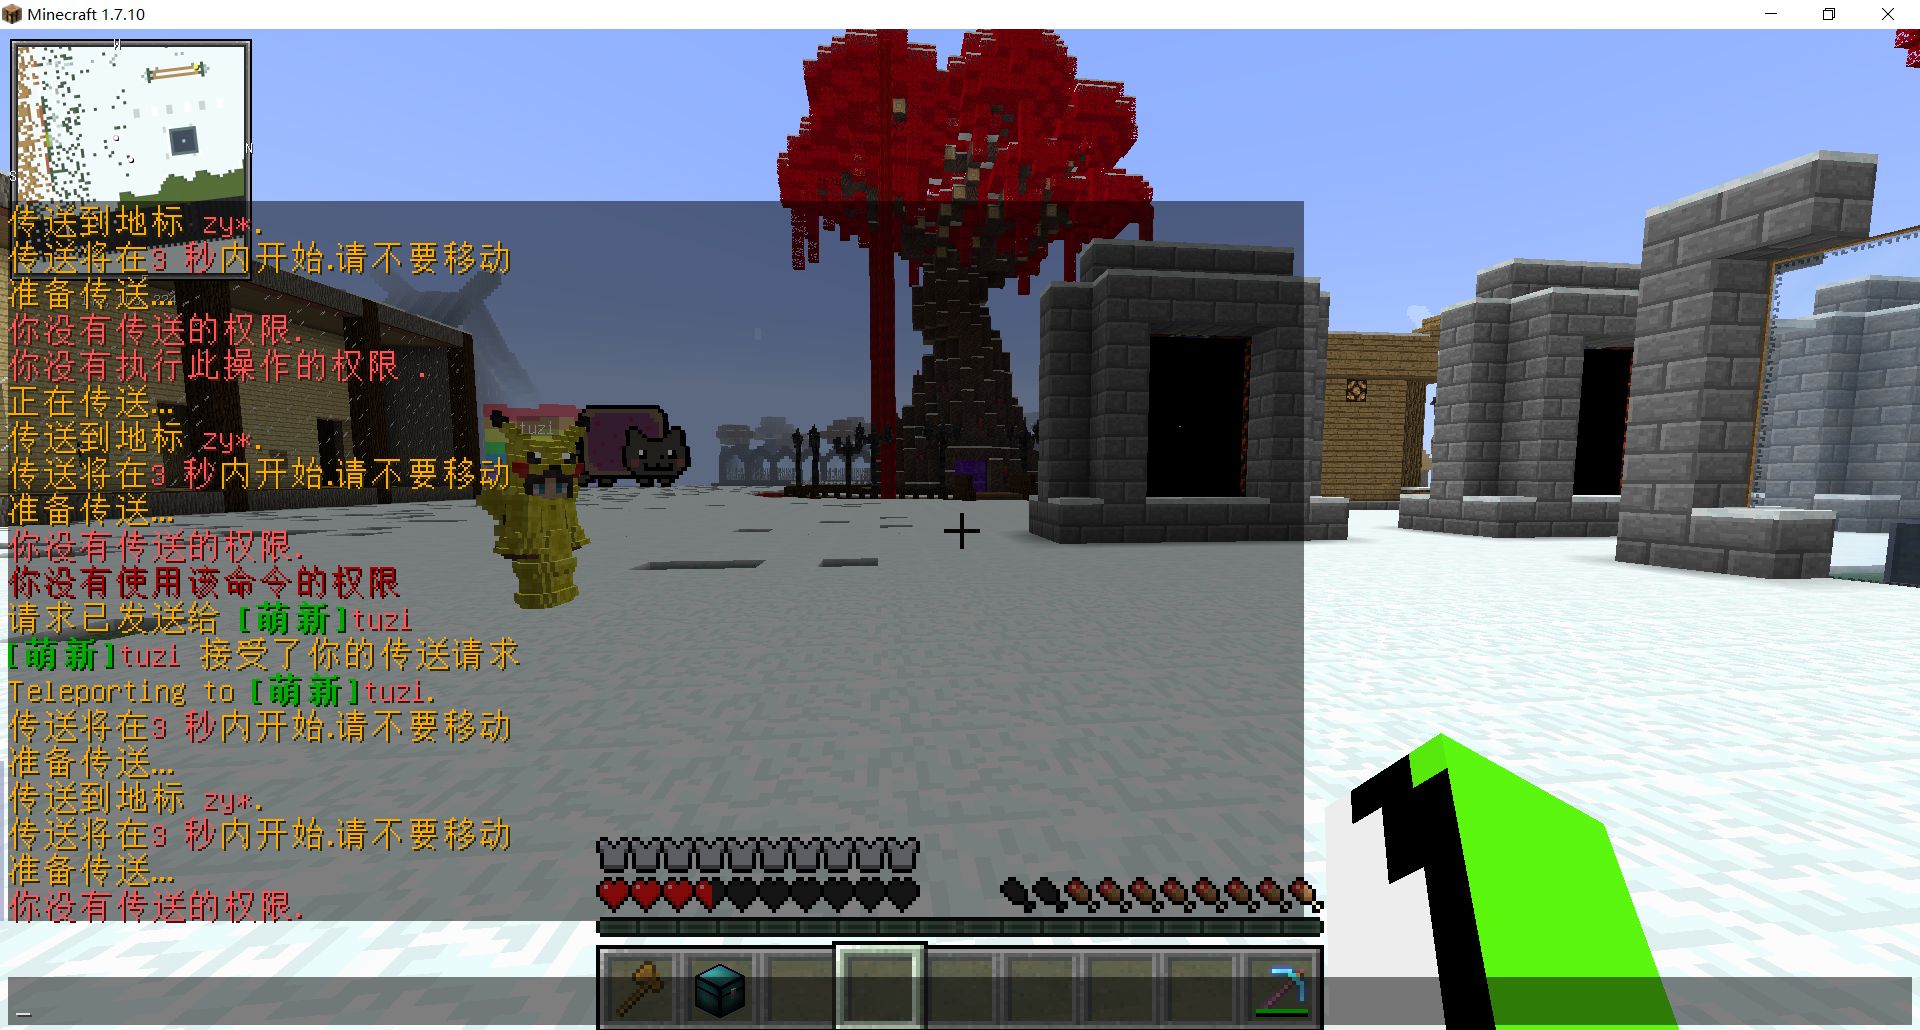 Minecraft 1.7.10
W
N
S
传送到地标 zy*.
传送将在3 秒内开始.请不要移动
准备传送...
你没有传送的权限.
你没有执行此操作的权限 .
正在传送...
传送到地标 zy*.
tuzi
传送将在3 秒内开始.请不要移动
准备传送...
你没有传送的权限.
你没有使用该命令的权限
请求已发送给 [萌新]tuzi
[萌新]tuzi 接受了你的传送请求
Teleporting to [萌新]tuzi.
传送将在3 秒内开始.请不要移动
准备传送...
传送到地标 zy*.
传送将在3 秒内开始.请不要移动
准备传送...
你没有传送的权限.
_